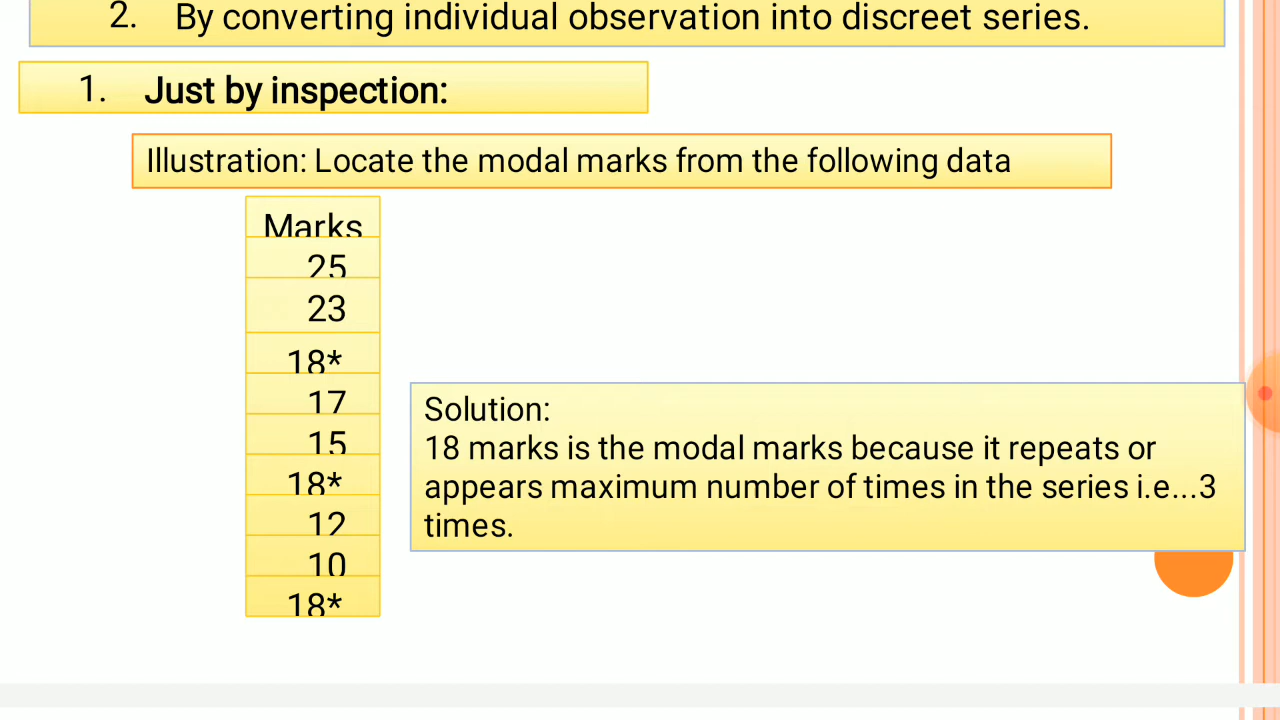 2. By converting individual observation into discreet series.
1. Just by inspection:
Illustration: Locate the modal marks from the following data
Marks
25
23
18*
17
15
18*
12
10
18*
Solution:
18 marks is the modal marks because it repeats or
appears maximum number of times in the series i.e...3
times.